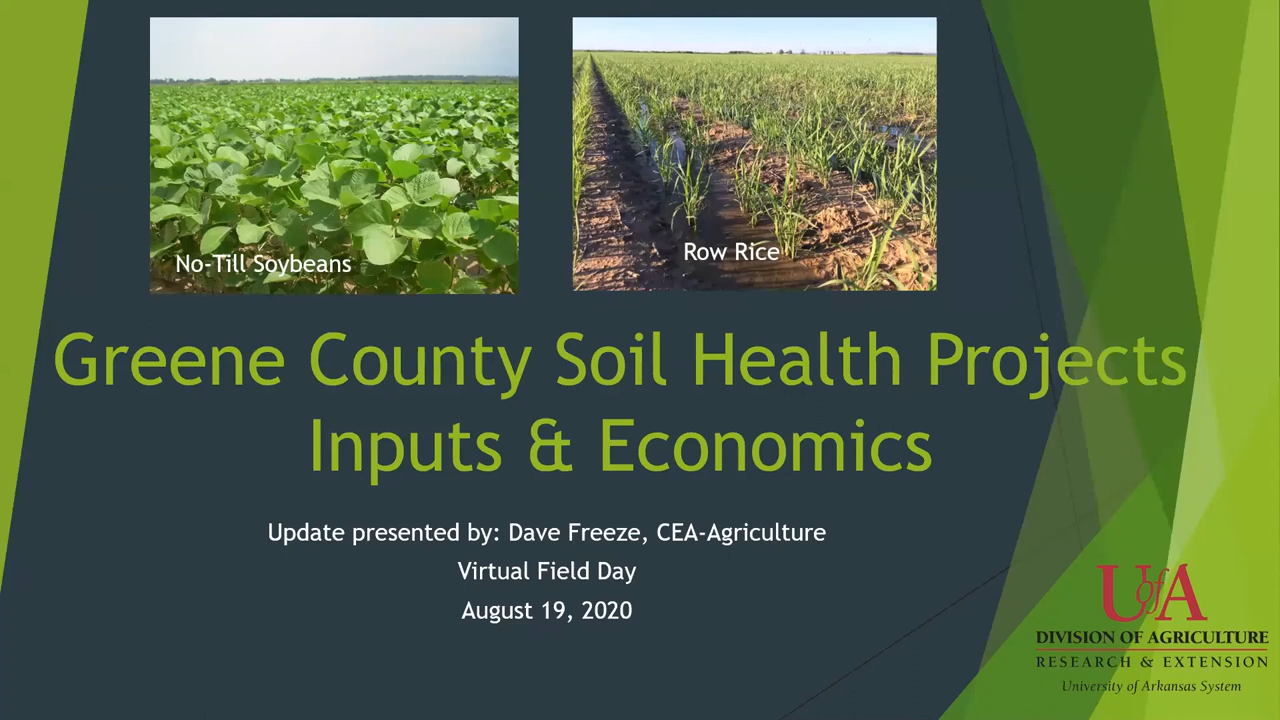 No-Till Soybeans
Row Rice
Greene County Soil Health Projects
Inputs & Economics
Update presented by: Dave Freeze, CEA-Agriculture
Virtual Field Day
August 19, 2020
UofA
DIVISION OF AGRICULTURE
RESEARCH & EXTENSION
University of Arkansas System